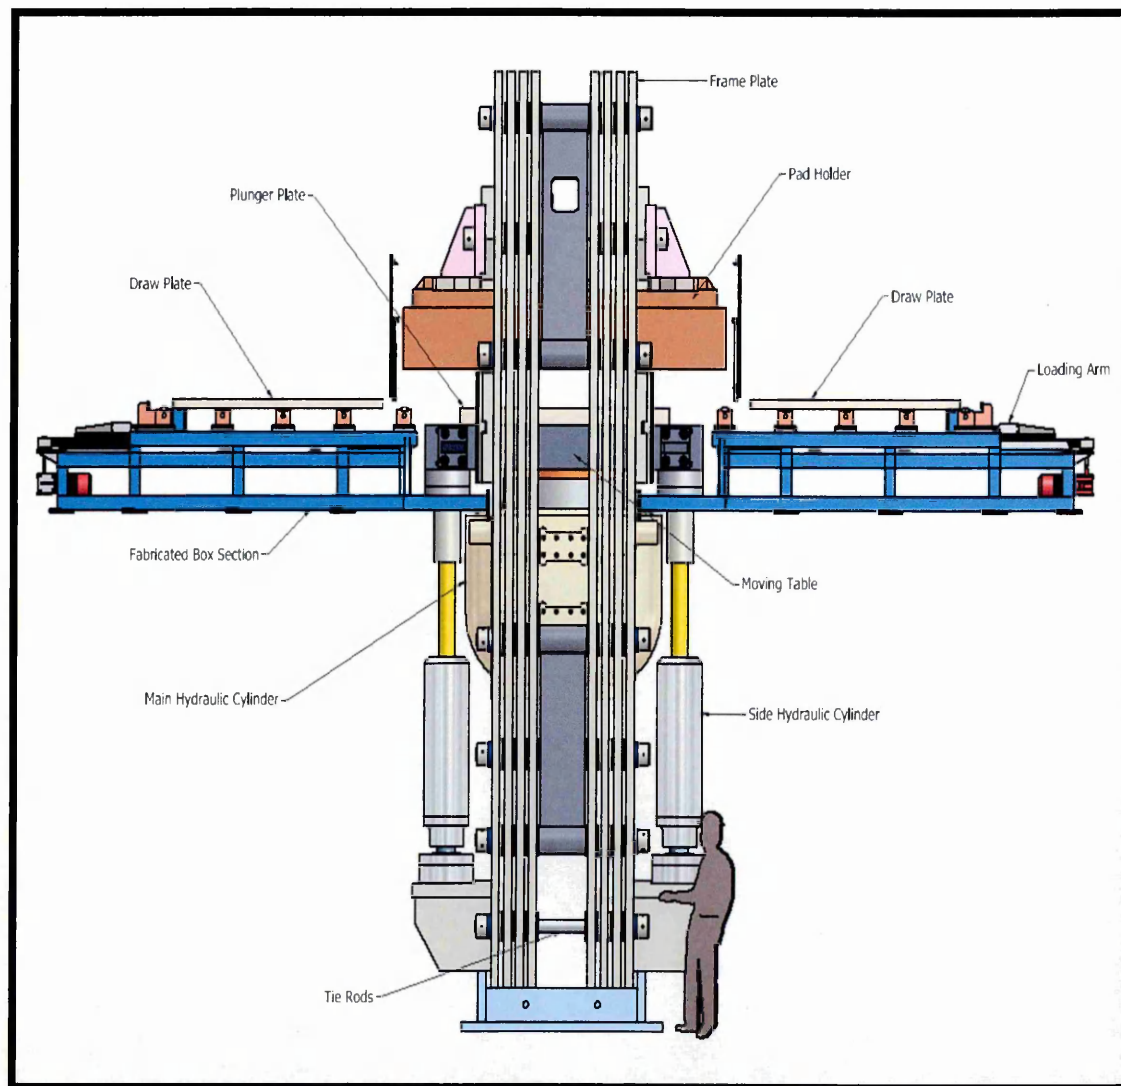 Frame Plate
Pad Holder
Plunger Plate
Draw Plate
Draw Plate
Loading Arm
Fabricated Box Section
Moving Table
Main Hydraulic Cylinder
Side Hydraulic Cylinder
Tie Rods